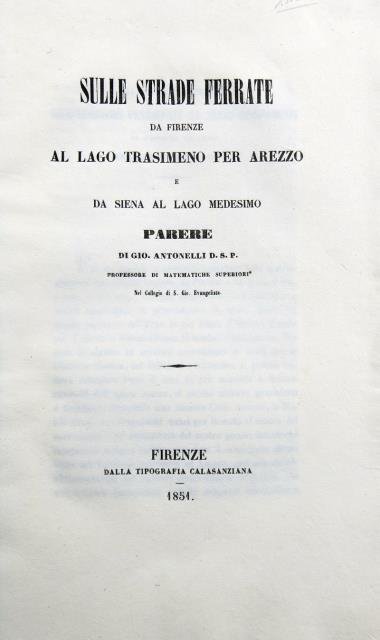 SULLE STRADE FERRATE
DA FIRENZE
AL LAGO TRASIMENO PER AREZZO
E
DA SIENA AL LAGO MEDESIMO
PARERE
DI GIO. ANTONELLI D. S. P.
PROFESSORE DI MATEMATICHE SUPERIORI
Nel Collegio di S. Gio. Evangelista.
FIRENZE
DALLA TIPOGRAFIA CALASANZIANA
1851.